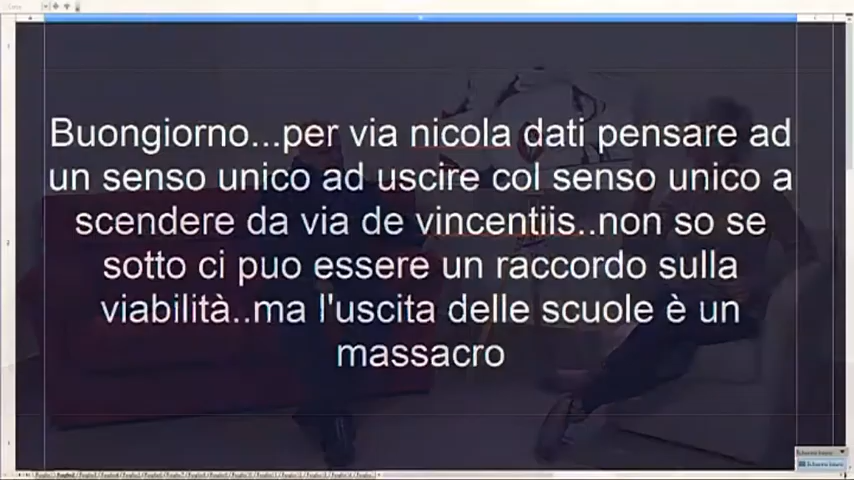 Buongiorno...per via nicola dati pensare ad
un senso unico ad uscire col senso unico a
scendere da via de vincentiis..non so se
sotto ci puo essere un raccordo sulla
viabilità..ma l'uscita delle scuole è un
massacro